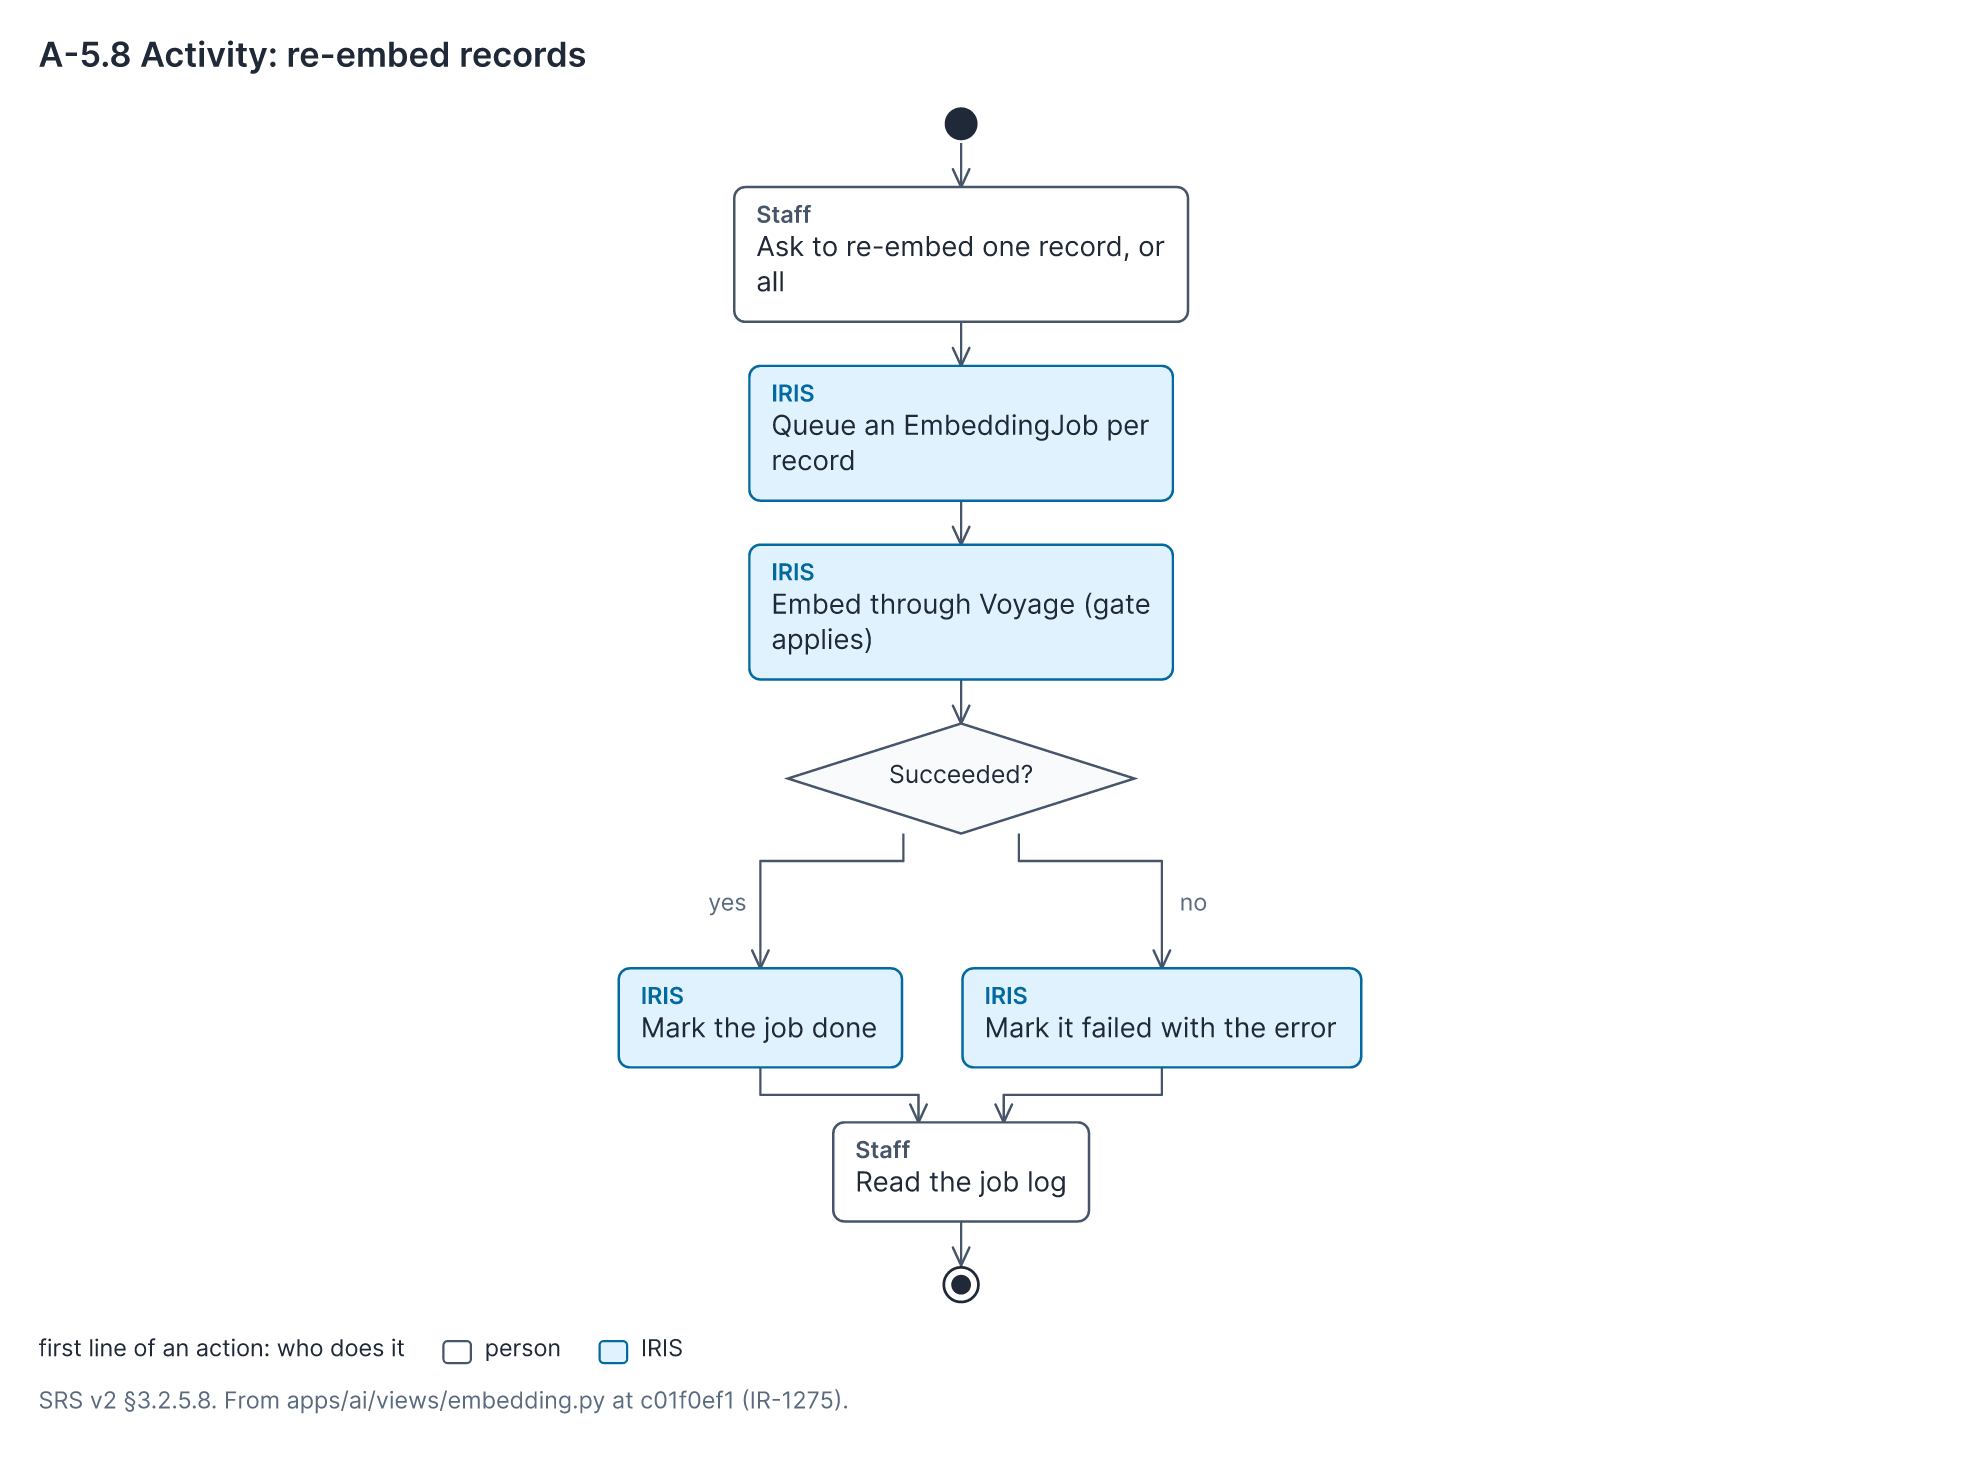 A-5.8 Activity: re-embed records
Staff
Ask to re-embed one record, or
all
IRIS
Queue an EmbeddingJob per
record
IRIS
Embed through Voyage (gate
applies)
Succeeded?
yes
no
IRIS
Mark the job done
IRIS
Mark it failed with the error
Staff
Read the job log
first line of an action: who does it
person
IRIS
SRS v2 §3.2.5.8. From apps/ai/views/embedding.py at c01f0ef1 (IR-1275).